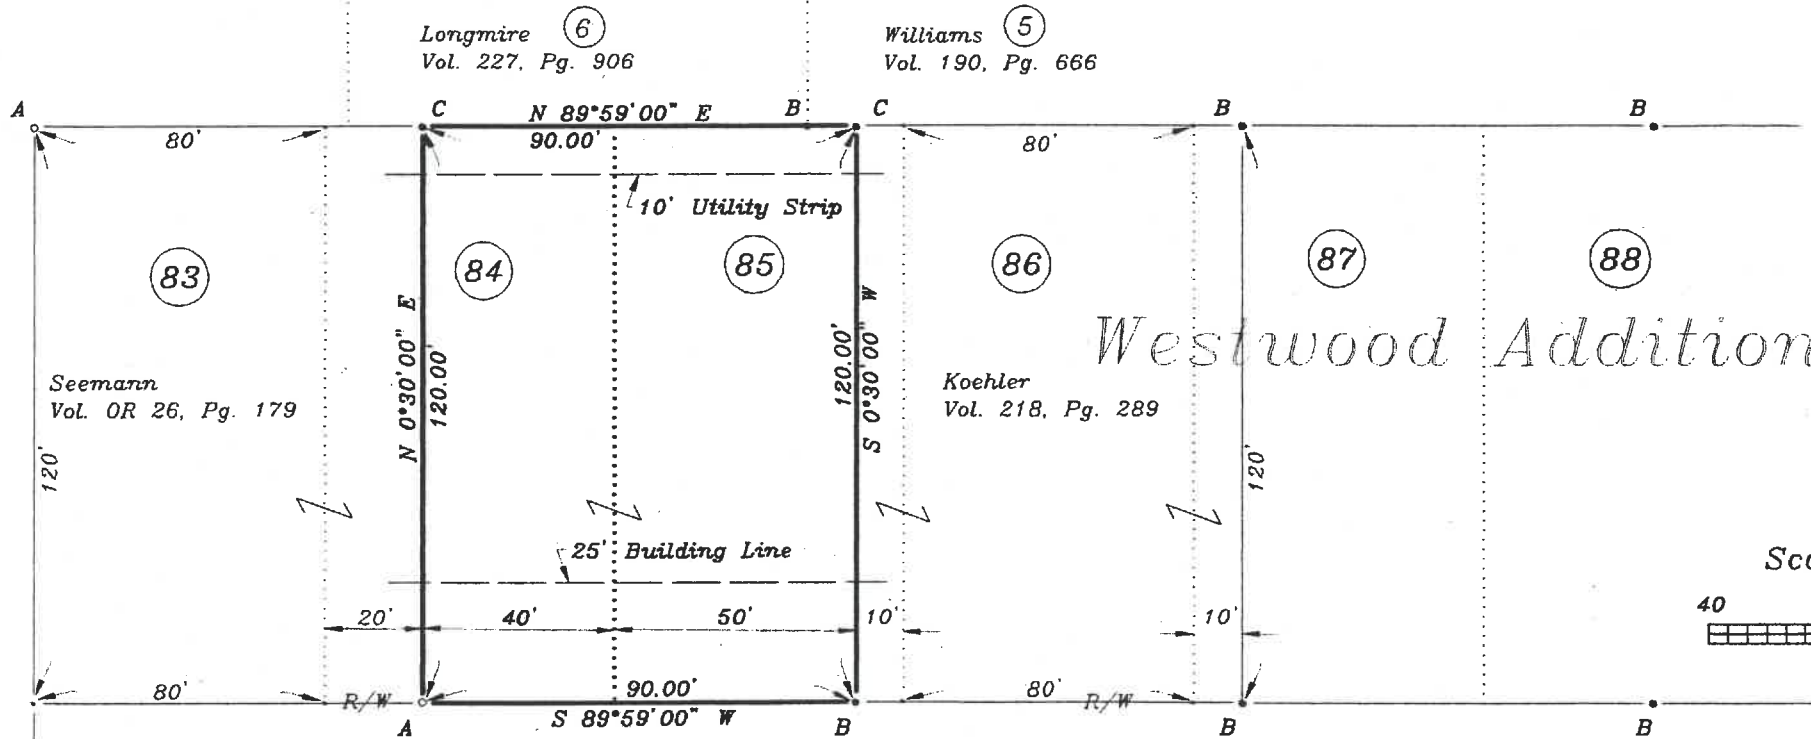 Longmire 6
Vol. 227, Pg. 906
Williams 5
Vol. 190, Pg. 666
A
C
N 89°59'00" E
B
C
B
B
80'
90.00'
80'
10' Utility Strip
83
84
85
86
87
88
Westwood Addition
N 0°30'00" E
120.00
120.00'
S 0°30'00" W
Seemann
Vol. OR 26, Pg. 179
Koehler
Vol. 218, Pg. 289
120'
120'
25' Building Line
40
20'
40'
50'
10'
10'
80'
R/W
90.00'
80'
R/W
A
S 89°59'00" W
B
B
B